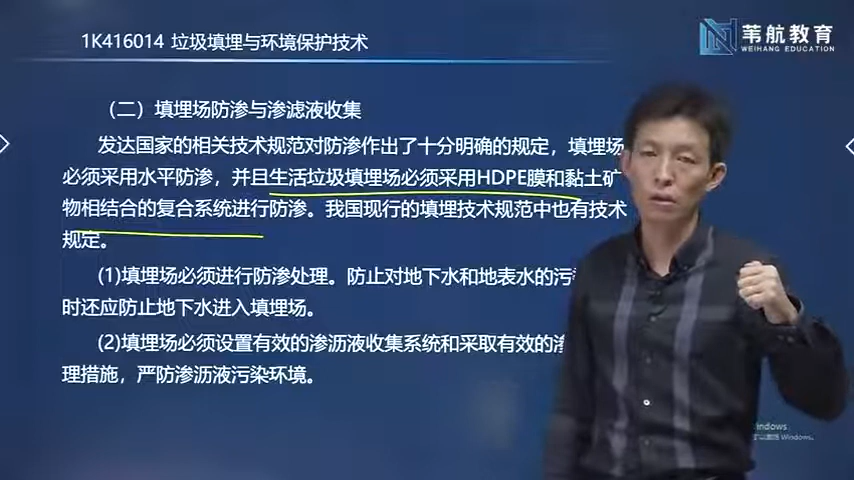 1K416014 垃圾填埋与环境保护技术
苇航教育
WEIHANG EDUCATION
（二）填埋场防渗与渗滤液收集
发达国家的相关技术规范对防渗作出了十分明确的规定，填埋场
必须采用水平防渗，并且生活垃圾填埋场必须采用HDPE膜和黏土矿
物相结合的复合系统进行防渗。我国现行的填埋技术规范中也有技术
规定。
(1)填埋场必须进行防渗处理。防止对地下水和地表水的污
时还应防止地下水进入填埋场。
(2)填埋场必须设置有效的渗沥液收集系统和采取有效的
理措施，严防渗沥液污染环境。
indows
Windows。